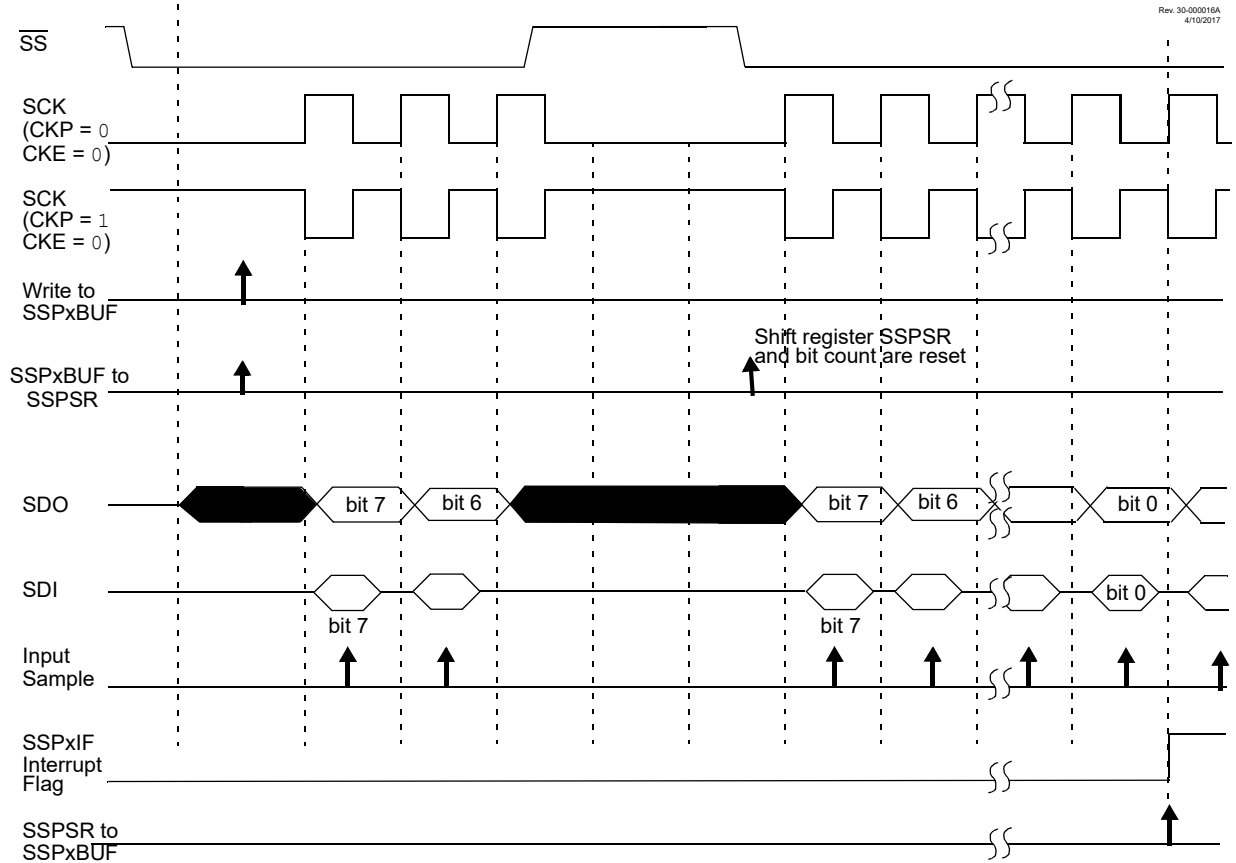 Rev. 30-000016A
4/10/2017
SS
SCK
(CKP = 0
CKE = 0)
SCK
(CKP = 1
CKE = 0)
Write to
SSPxBUF
Shift register SSPSR
and bit count are reset
SSPxBUF to
SSPSR
SDO
bit 7
bit 6
bit 7
bit 6
bit 0
SDI
bit 0
bit 7
bit 7
Input
Sample
SSPxIF
Interrupt
Flag
SSPSR to
SSPxBUF